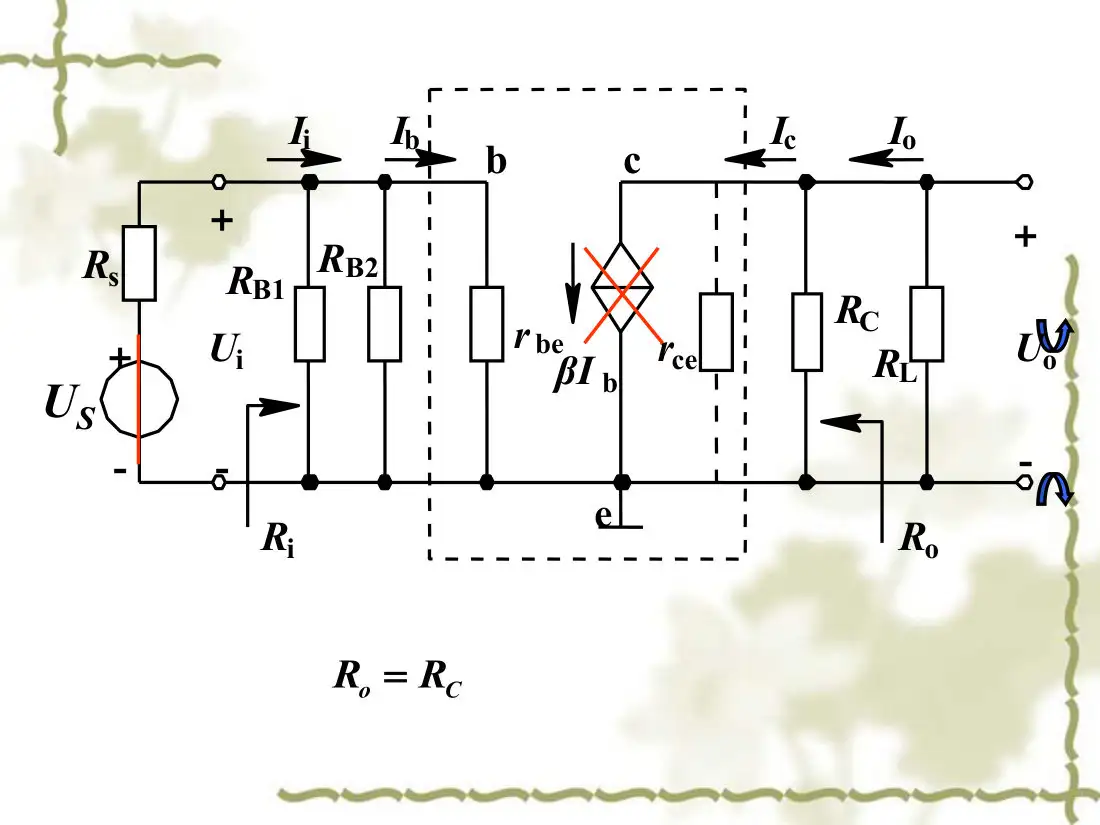 Ii Ib Ic Io
b c
+ +
Rs RB1 RB2
Ui rbe rce RC Uo
+ βIb RL
US
- - -
e
Ri Ro
Ro = RC